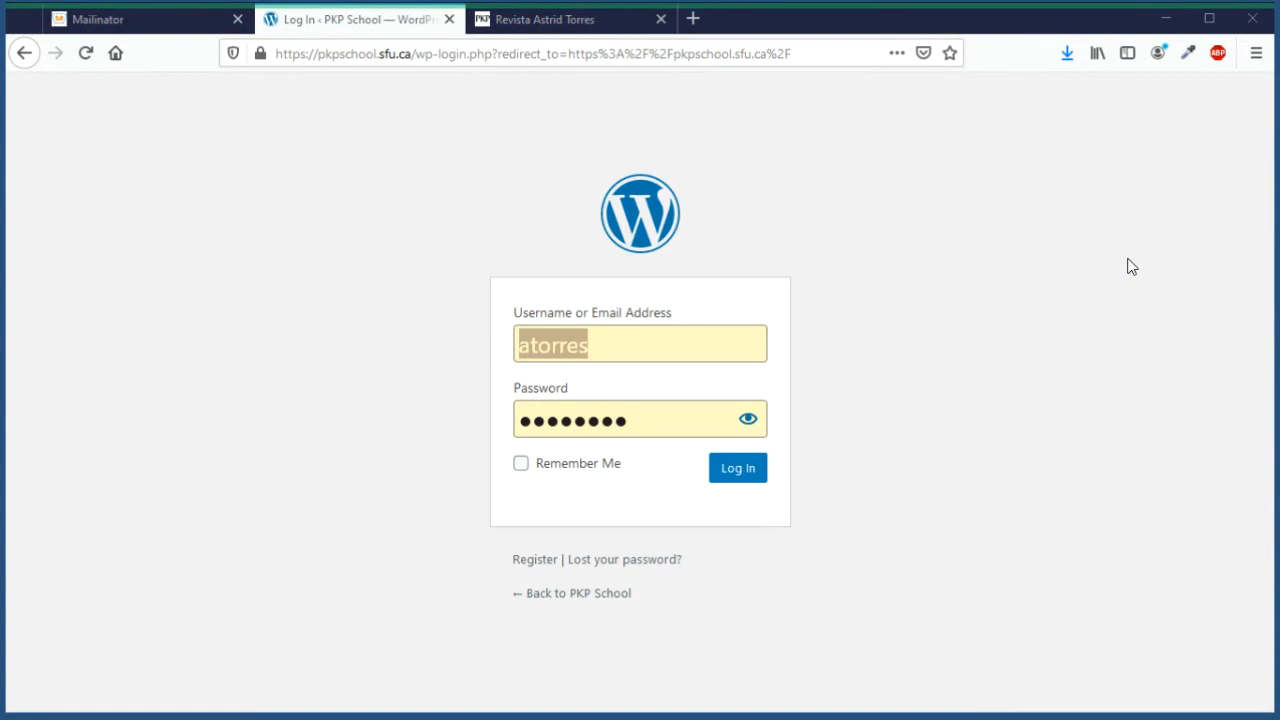 Mailinator
Log In ‹ PKP School — WordPr
PKP Revista Astrid Torres
https://pkpschool.sfu.ca/wp-login.php?redirect_to=https%3A%2F%2Fpkpschool.sfu.ca%2F
ABP
Username or Email Address
atorres
Password
Remember Me
Log In
Register | Lost your password?
← Back to PKP School